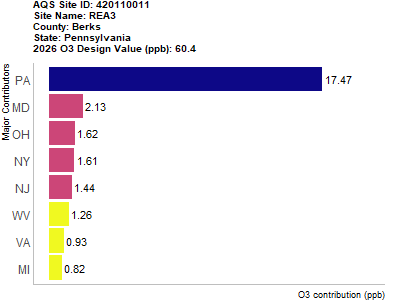 AQS Site ID: 420110011
Site Name: REA3
County: Berks
State: Pennsylvania
2026 O3 Design Value (ppb): 60.4
Major Contributors
PA 17.47
MD 2.13
OH 1.62
NY 1.61
NJ 1.44
WV 1.26
VA 0.93
MI 0.82
O3 contribution (ppb)